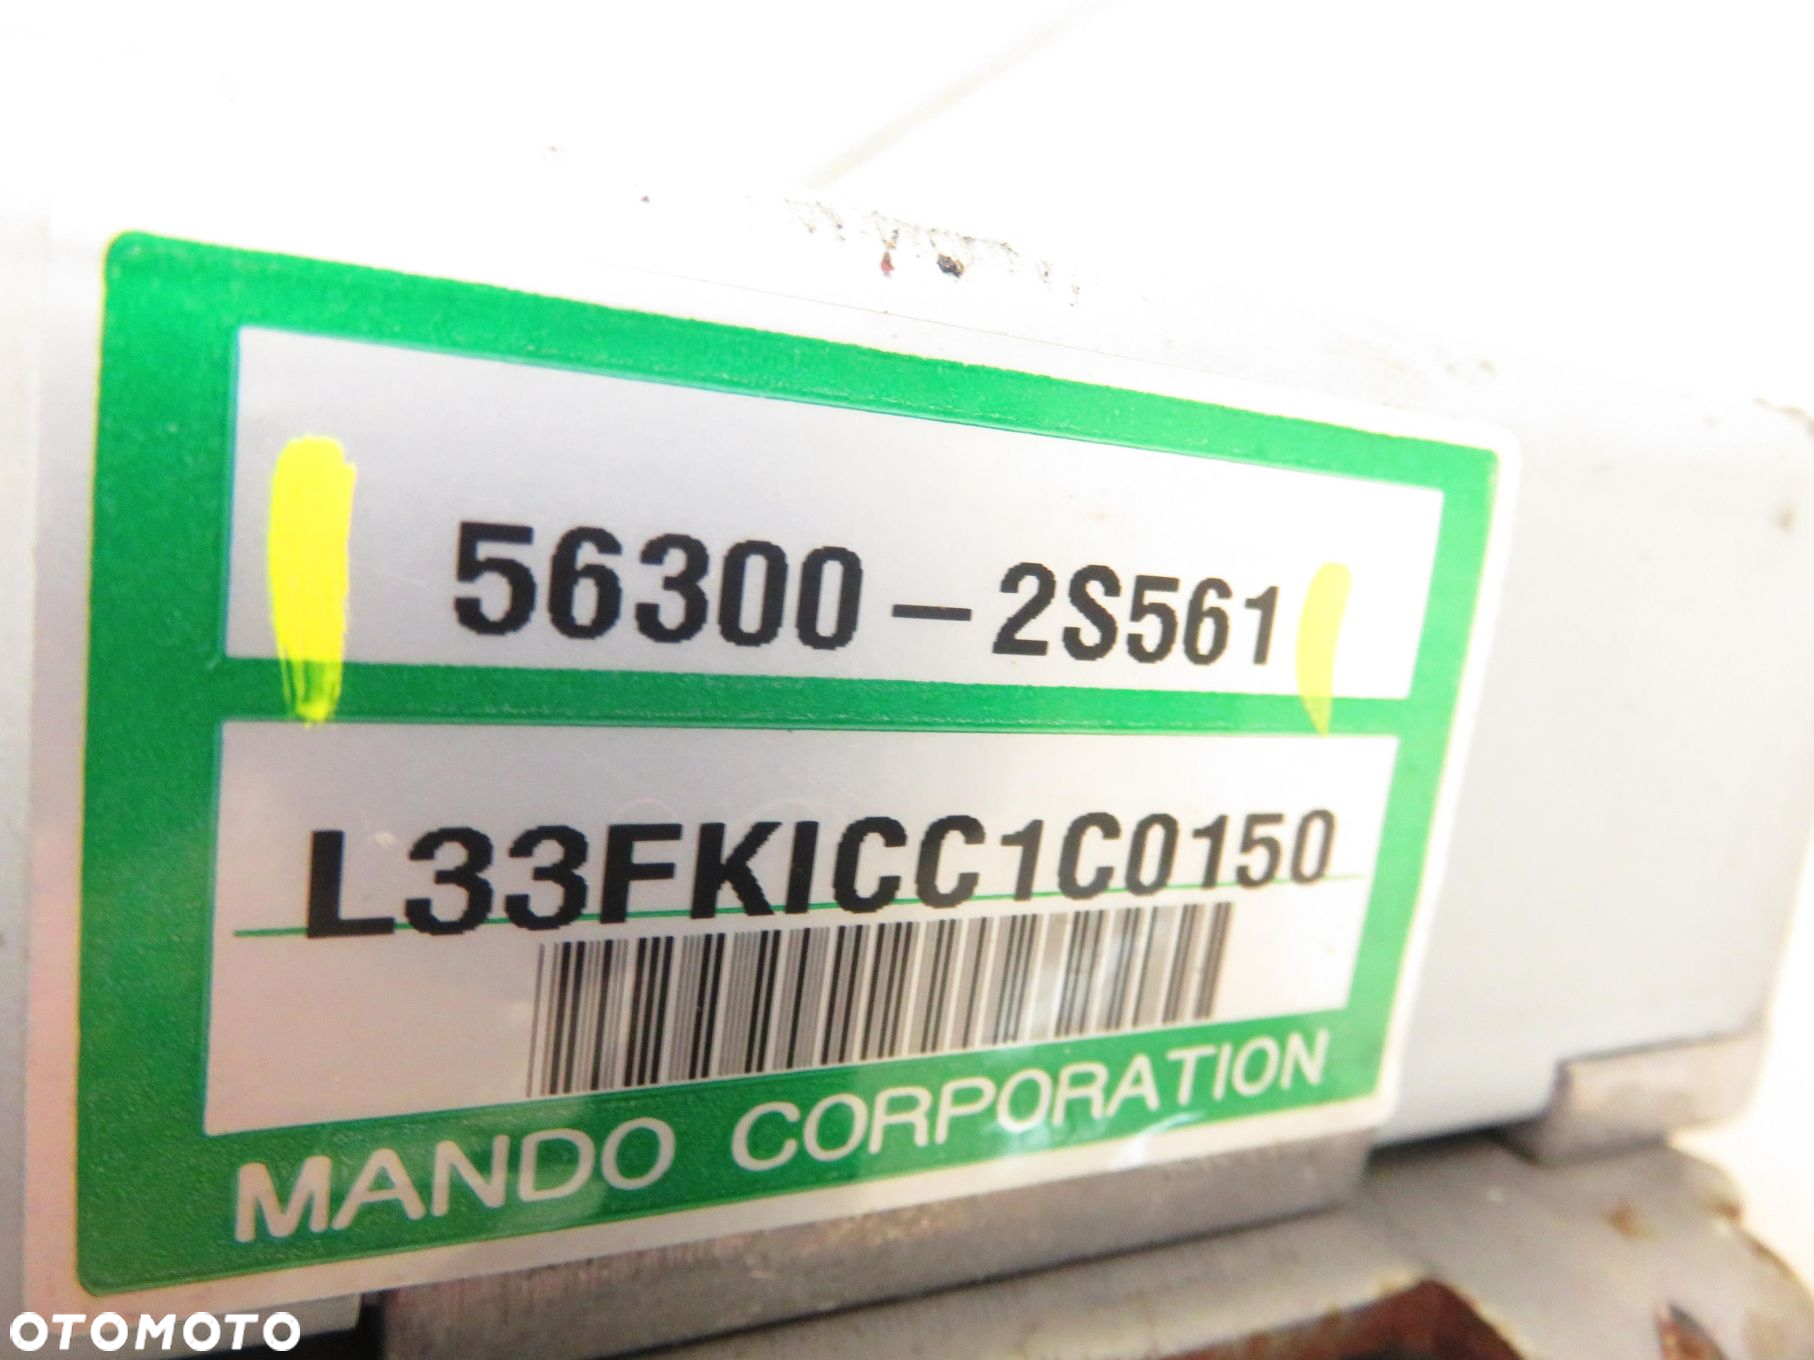 56300-2S561
L33FKICC1C0150
MANDO CORPORATION
OTOMOTO